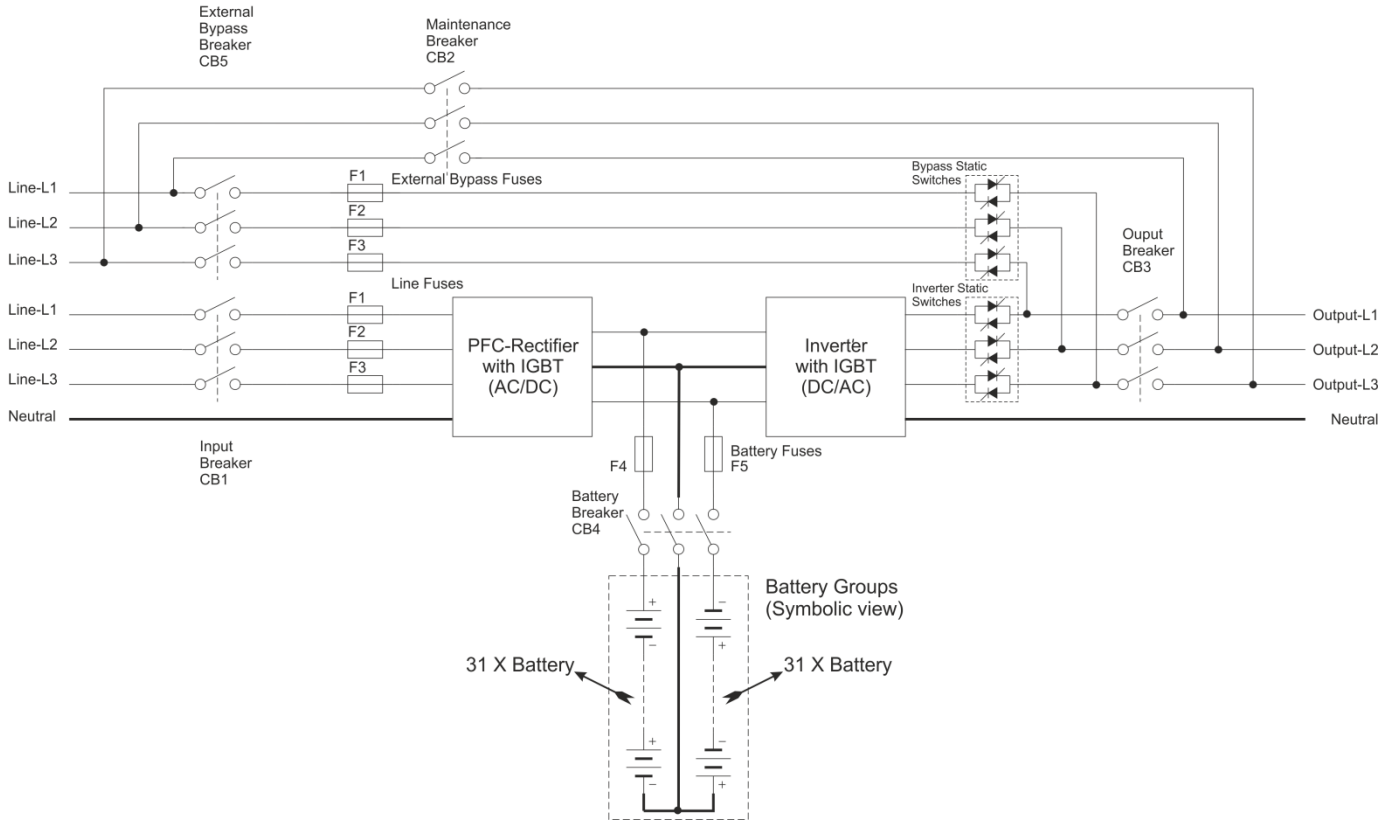 External
Bypass
Breaker
CB5
Maintenance
Breaker
CB2
Line-L1
F1
External Bypass Fuses
Bypass Static
Switches
Line-L2
F2
Line-L3
F3
Ouput
Breaker
CB3
Line Fuses
Inverter Static
Switches
Line-L1
F1
Output-L1
Line-L2
F2
Output-L2
Line-L3
F3
Output-L3
PFC-Rectifier
with IGBT
(AC/DC)
Inverter
with IGBT
(DC/AC)
Neutral
Neutral
Input
Breaker
CB1
F4
Battery Fuses
F5
Battery
Breaker
CB4
Battery Groups
(Symbolic view)
+
–
–
+
31 X Battery
31 X Battery
+
–
–
+